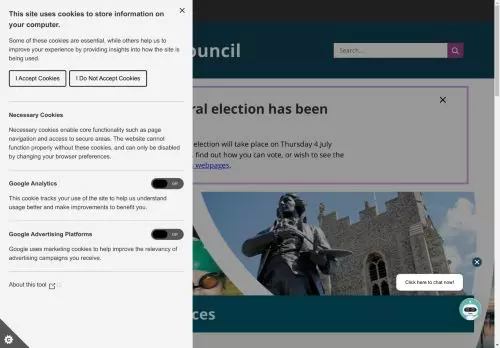 This site uses cookies to store information on
your computer.
Some of these cookies are essential, while others help us to
improve your experience by providing insights into how the site is
being used.
I Accept Cookies
I Do Not Accept Cookies
Necessary Cookies
Necessary cookies enable core functionality such as page
navigation and access to secure areas. The website cannot
function properly without these cookies, and can only be disabled
by changing your browser preferences.
Google Analytics
Off
This cookie tracks your use of the site to help us understand
usage better and make improvements to benefit you.
Google Advertising Platforms
Off
Google uses marketing cookies to help improve the relevancy of
advertising campaigns you receive.
About this tool
ouncil
Search...
ral election has been
election will take place on Thursday 4 July
, find out how you can vote, or wish to see the
webpages.
Click here to chat now!
ces